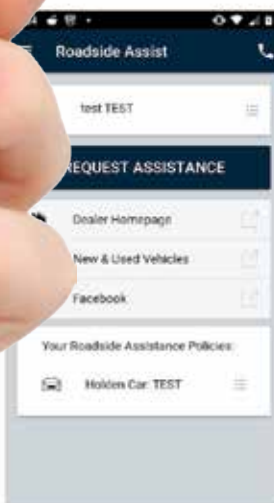 Roadside Assist
test TEST
REQUEST ASSISTANCE
Dealer Homepage
New & Used Vehicles
Facebook
Your Roadside Assistance Policies:
Holden Car: TEST